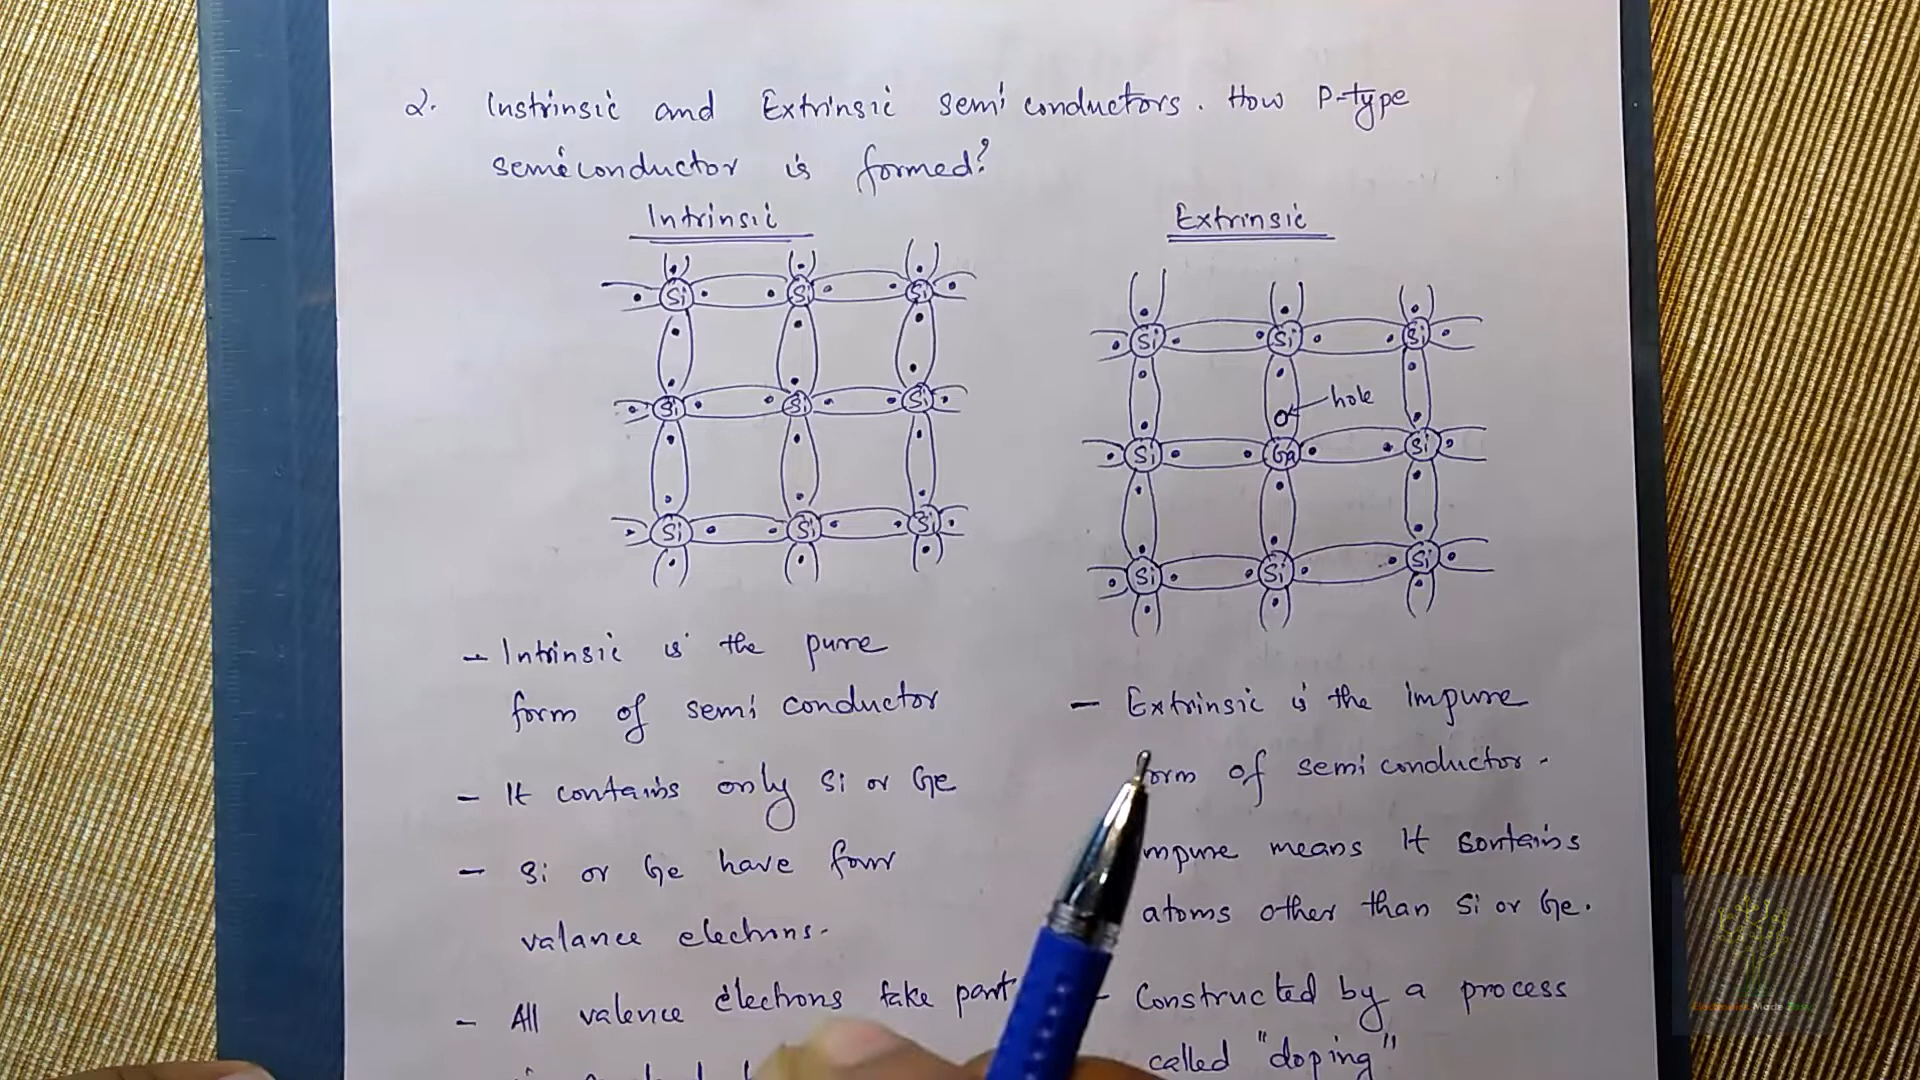 2. Instrinsic and Extrinsic semi conductors. How P-type
semiconductor is formed?
Intrinsic
Si Si Si
Si Si Si
Si Si Si
- Intrinsic is the pure
form of semi conductor
- It contains only Si or Ge
- Si or Ge have four
valance electrons.
- All valence electrons take part
Extrinsic
Si Si Si
hole
Si Ga Si
Si Si Si
- Extrinsic is the impure
form of semi conductor.
impure means It contains
atoms other than Si or Ge.
- Constructed by a process
called "doping"
Electronics Made Easy